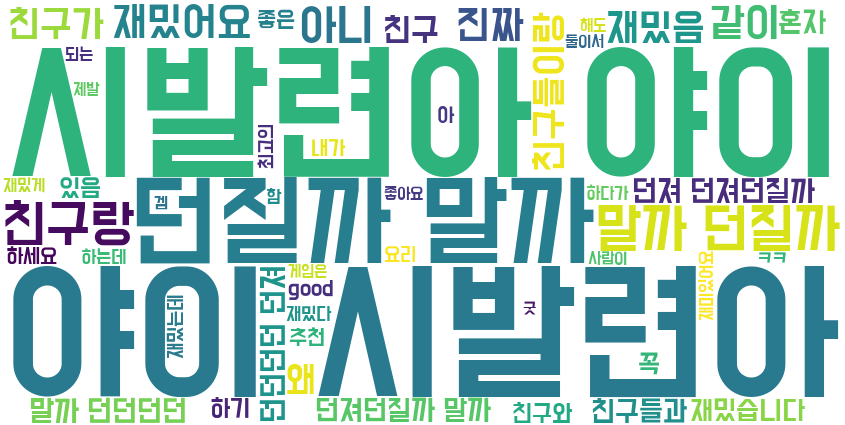 친구가 재밌어요 좋은 아니 친구 진짜 친구들이랑 둘이서 해도 재밌음 같이 혼자
되는
제발
시발련아 야이
최고의
내가
아
재밌게 있음
던질까 말까
겜
함
좋아요
하다가 던져 던져던질까
친구랑
말까 던질까
하세요 하는데
요리
사람이 ㅋㅋ
야이 시발련아
재밌는데
던던던던 던져
게임은
good
재밌다
추천
왜
굿
재미있어요
꼭
말까 던던던던 하기 던져던질까 말까 친구와 친구들과 재밌습니다